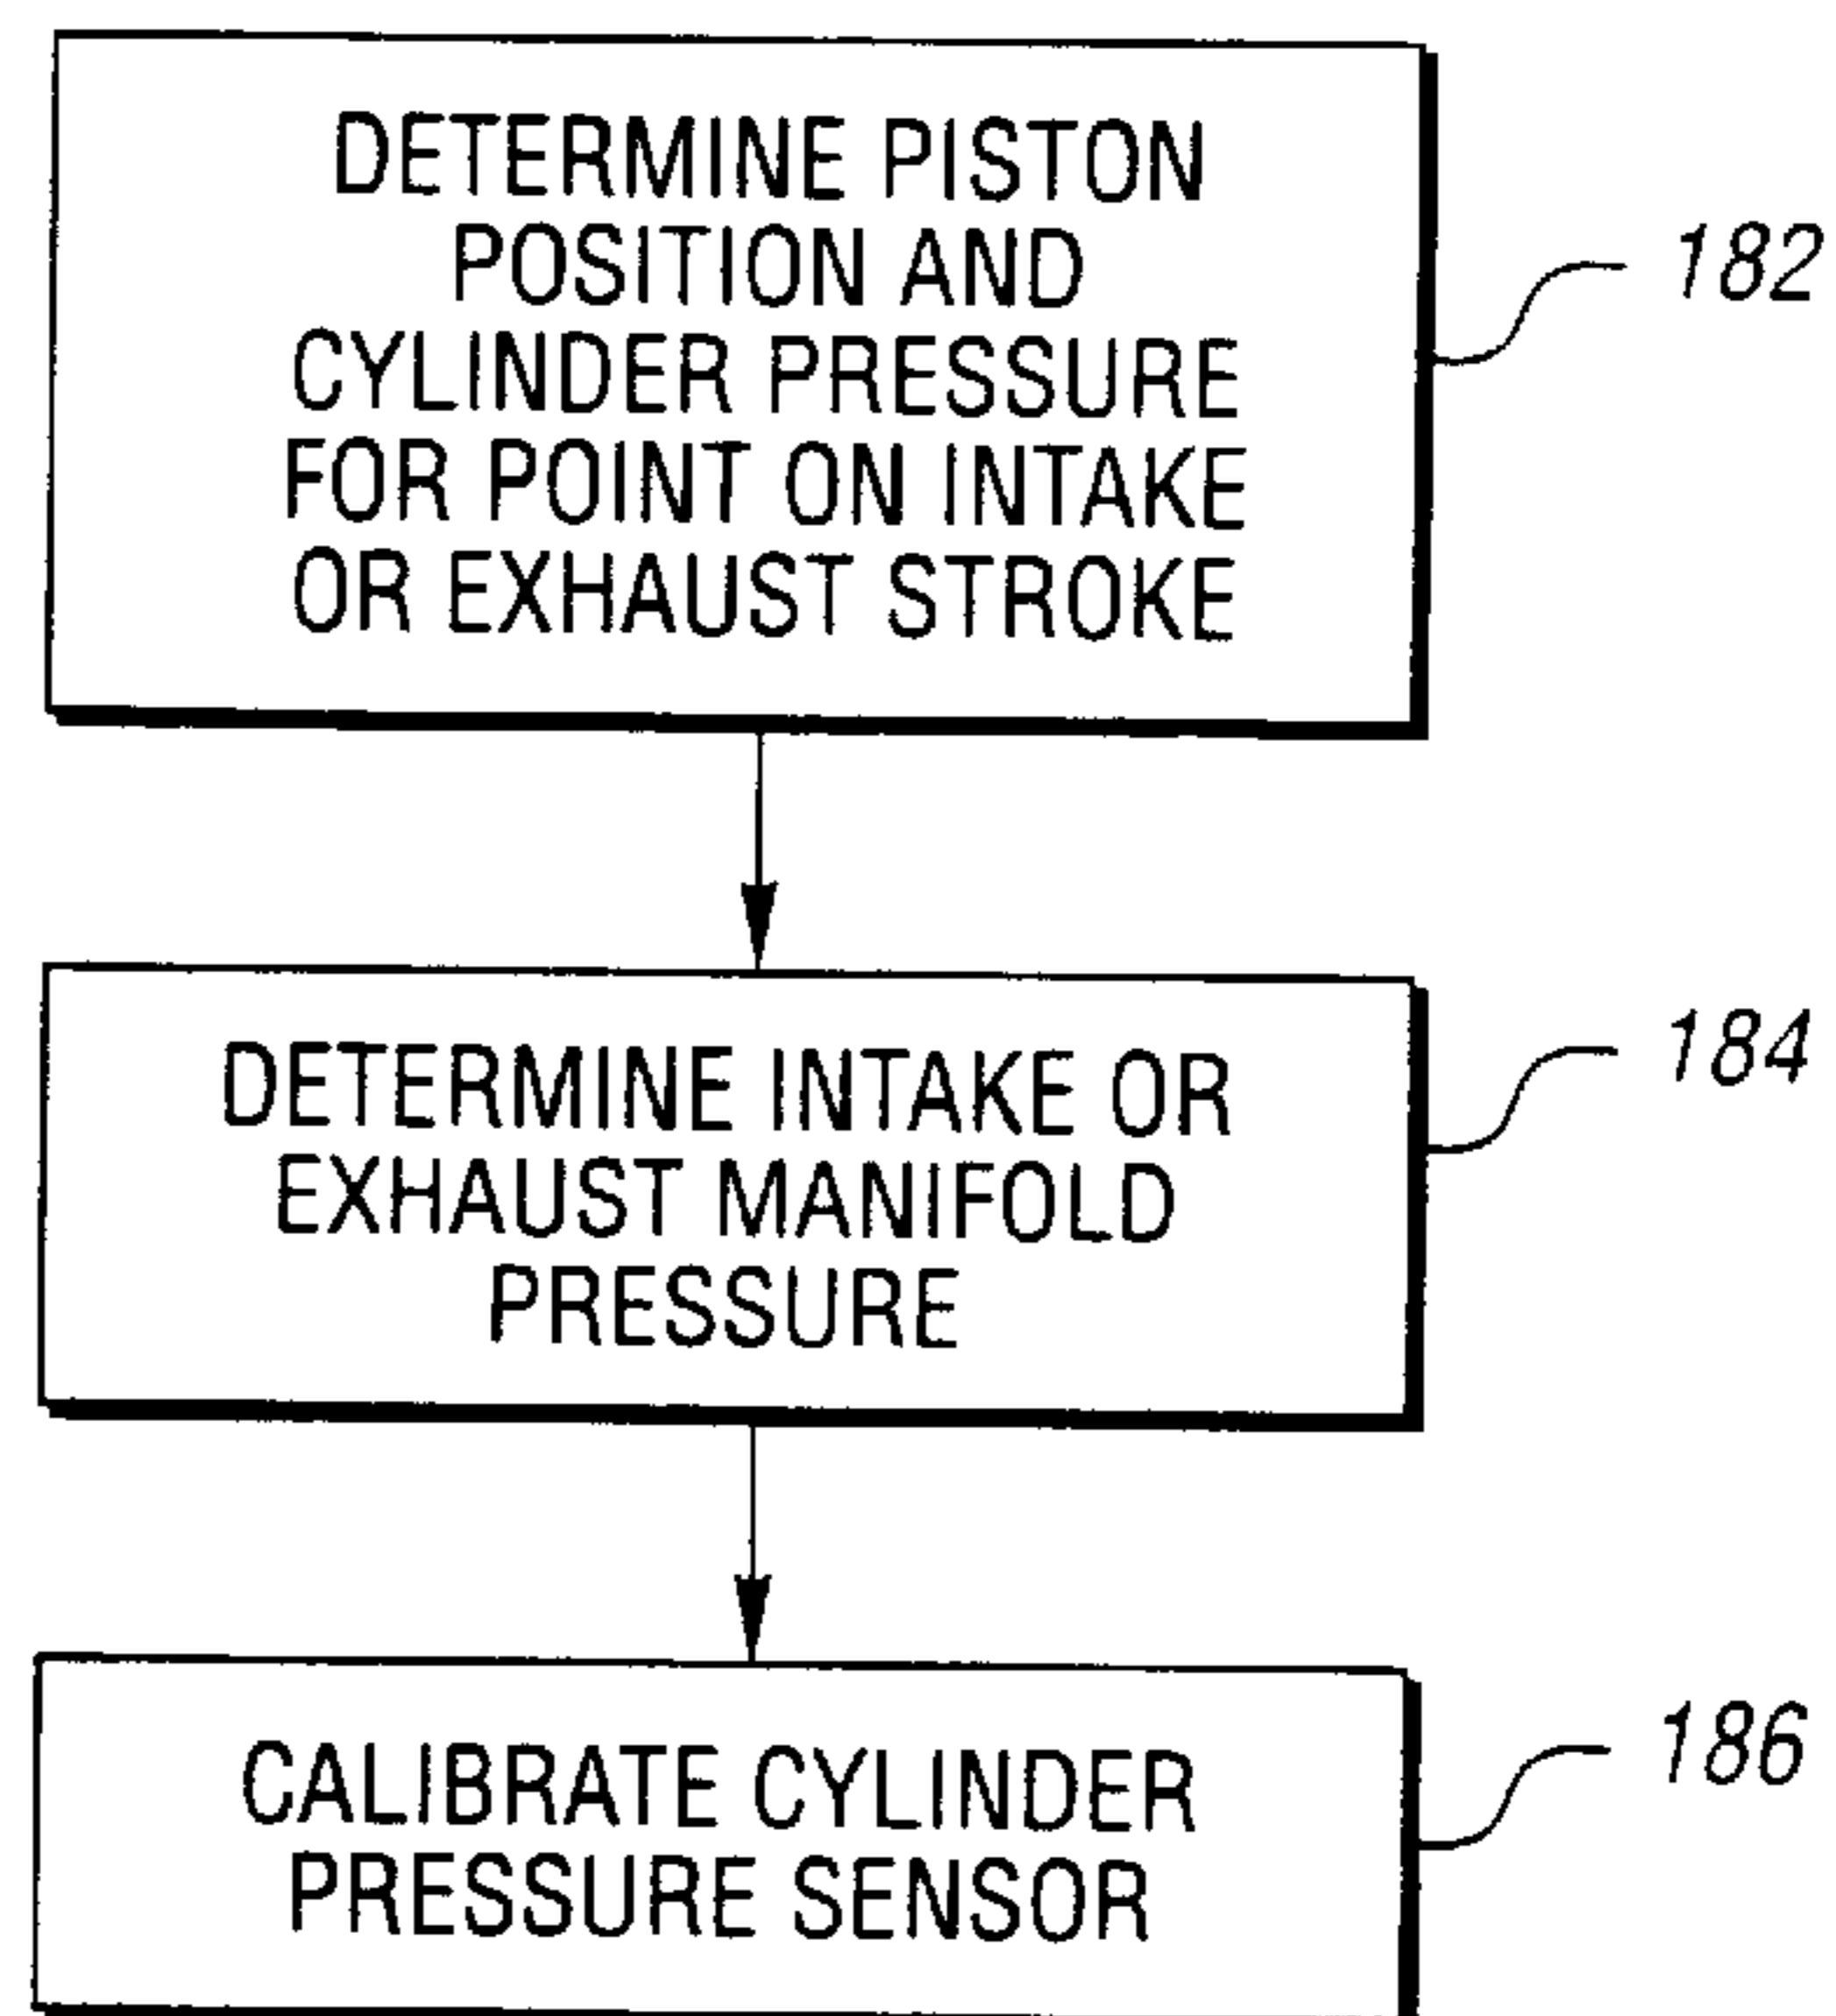 DETERMINE PISTON
POSITION AND
CYLINDER PRESSURE
FOR POINT ON INTAKE
OR EXHAUST STROKE
182
DETERMINE INTAKE OR
EXHAUST MANIFOLD
PRESSURE
184
CALIBRATE CYLINDER
PRESSURE SENSOR
186